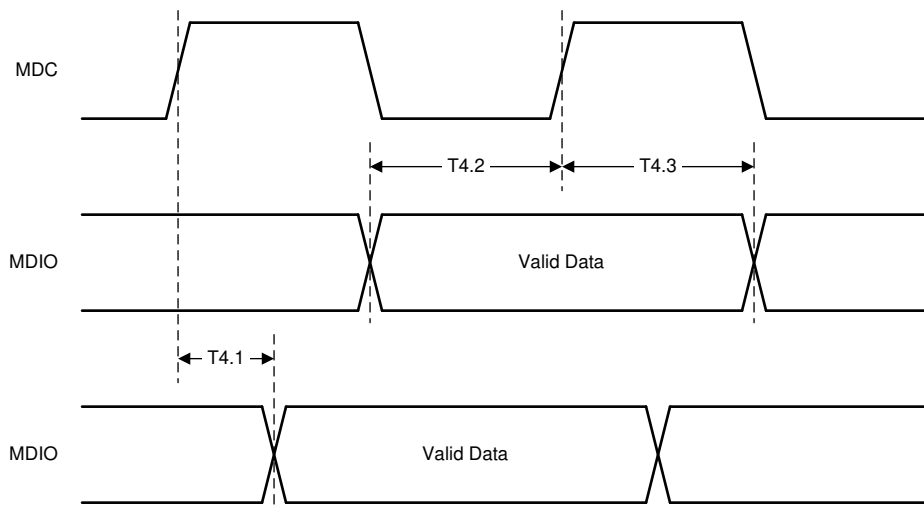 MDC
T4.2
T4.3
MDIO
Valid Data
T4.1
MDIO
Valid Data